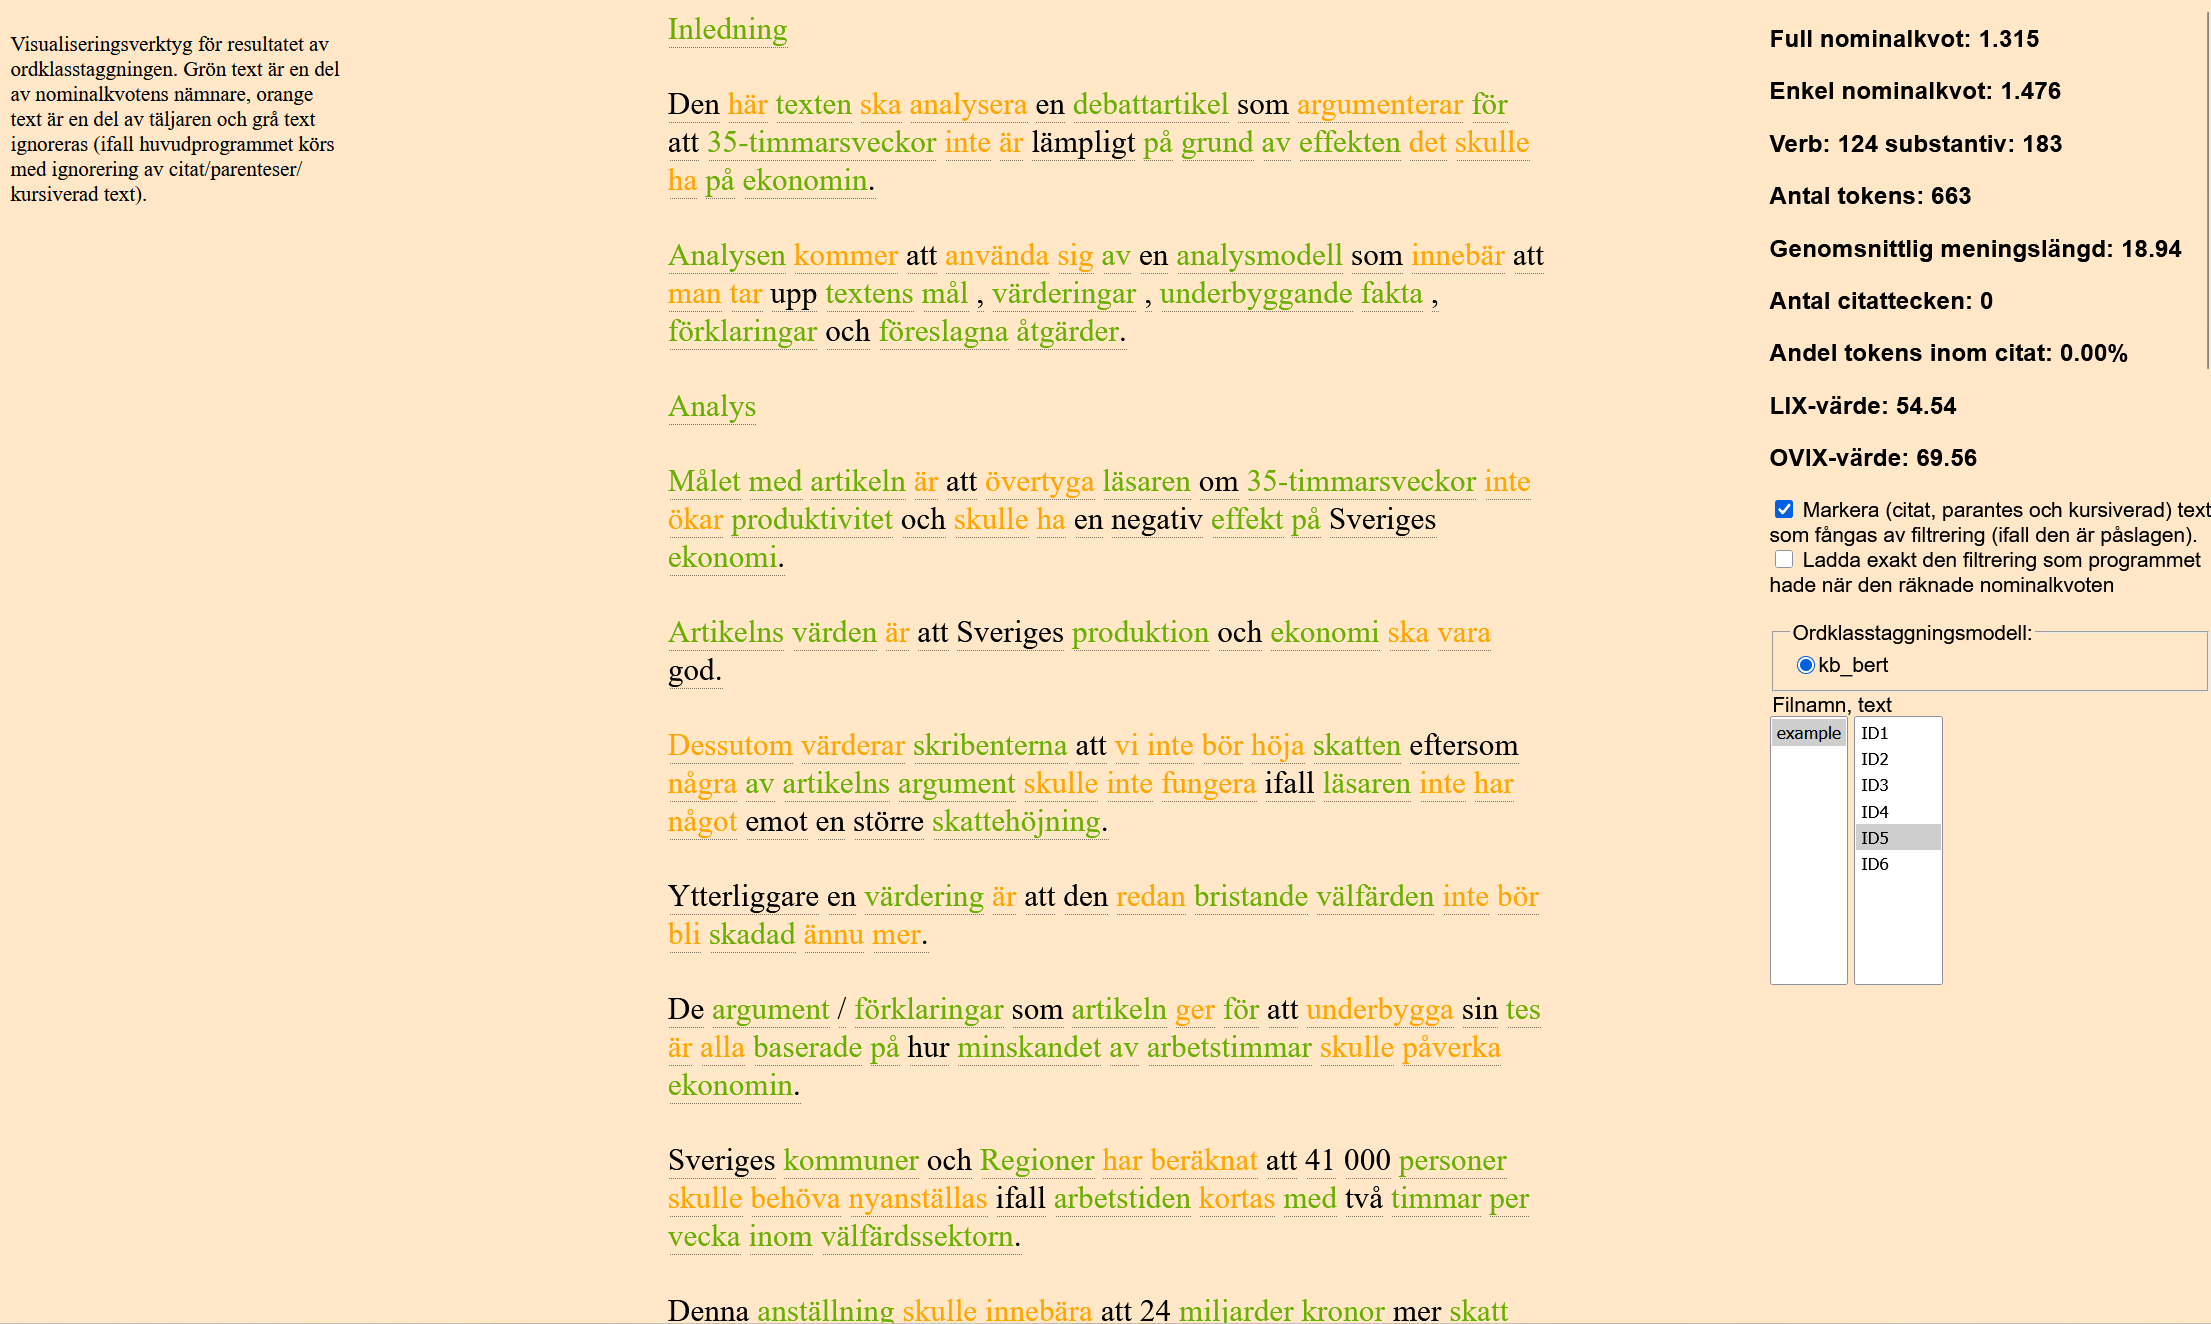 Visualiseringsverktyg för resultatet av
ordklasstaggningen. Grön text är en del
av nominalkvotens nämnare, orange
text är en del av täljaren och grå text
ignoreras (ifall huvudprogrammet körs
med ignorering av citat/parenteser/
kursiverad text).
Inledning
Den här texten ska analysera en debattartikel som argumenterar för
att 35-timmarsveckor inte är lämpligt på grund av effekten det skulle
ha på ekonomin.
Analysen kommer att använda sig av en analysmodell som innebär att
man tar upp textens mål , värderingar , underbyggande fakta ,
förklaringar och föreslagna åtgärder.
Analys
Målet med artikeln är att övertyga läsaren om 35-timmarsveckor inte
ökar produktivitet och skulle ha en negativ effekt på Sveriges
ekonomi.
Artikelns värden är att Sveriges produktion och ekonomi ska vara
god.
Dessutom värderar skribenterna att vi inte bör höja skatten eftersom
några av artikelns argument skulle inte fungera ifall läsaren inte har
något emot en större skattehöjning.
Ytterliggare en värdering är att den redan bristande välfärden inte bör
bli skadad ännu mer.
De argument / förklaringar som artikeln ger för att underbygga sin tes
är alla baserade på hur minskandet av arbetstimmar skulle påverka
ekonomin.
Sveriges kommuner och Regioner har beräknat att 41 000 personer
skulle behöva nyanställas ifall arbetstiden kortas med två timmar per
vecka inom välfärdssektorn.
Denna anställning skulle innebära att 24 miljarder kronor mer skatt
Full nominalkvot: 1.315
Enkel nominalkvot: 1.476
Verb: 124 substantiv: 183
Antal tokens: 663
Genomsnittlig meningslängd: 18.94
Antal citattecken: 0
Andel tokens inom citat: 0.00%
LIX-värde: 54.54
OVIX-värde: 69.56
Markera (citat, parantes och kursiverad) text
som fångas av filtrering (ifall den är påslagen).
Ladda exakt den filtrering som programmet
hade när den räknade nominalkvoten
Ordklasstaggningsmodell:
kb_bert
Filnamn, text
example
ID1
ID2
ID3
ID4
ID5
ID6